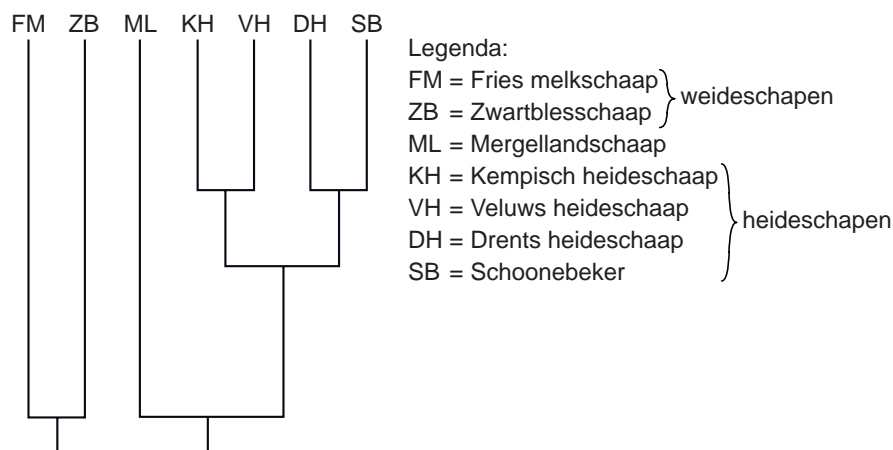 FM ZB ML KH VH DH SB
Legenda:
FM = Fries melkschaap
ZB = Zwartblesschaap
weideschapen
ML = Mergellandschaap
KH = Kempisch heideschaap
VH = Veluws heideschaap
DH = Drents heideschaap
SB = Schoonebeker
heideschapen